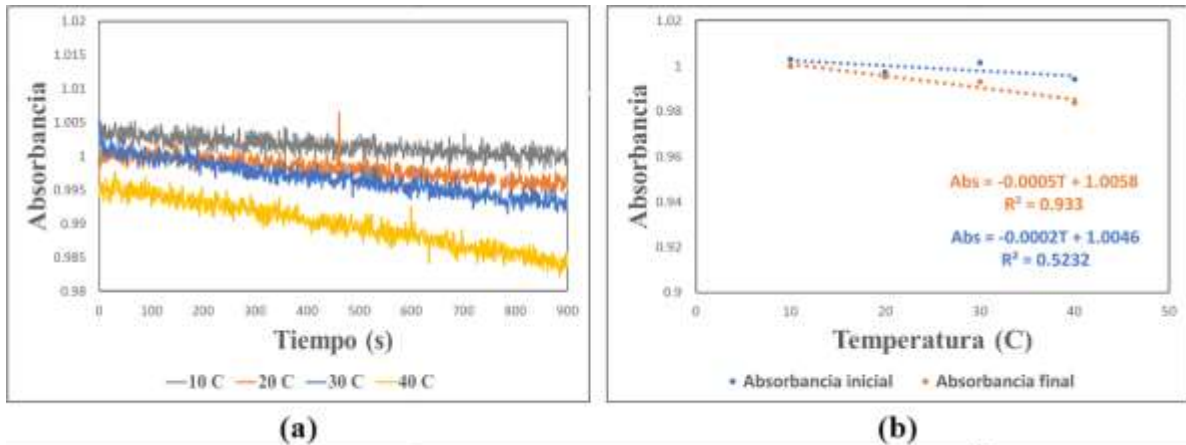 1.02
1.015
1.01
1.005
1
0.995
0.99
0.985
0.98
Absorbancia
0 100 200 300 400 500 600 700 800 900
Tiempo (s)
10 C 20 C 30 C 40 C
(a)
1.02
1
0.98
0.96
0.94
0.92
0.9
Absorbancia
Abs = -0.0005T + 1.0058
R² = 0.933
Abs = -0.0002T + 1.0046
R² = 0.5232
0 10 20 30 40 50
Temperatura (C)
Absorbancia inicial Absorbancia final
(b)